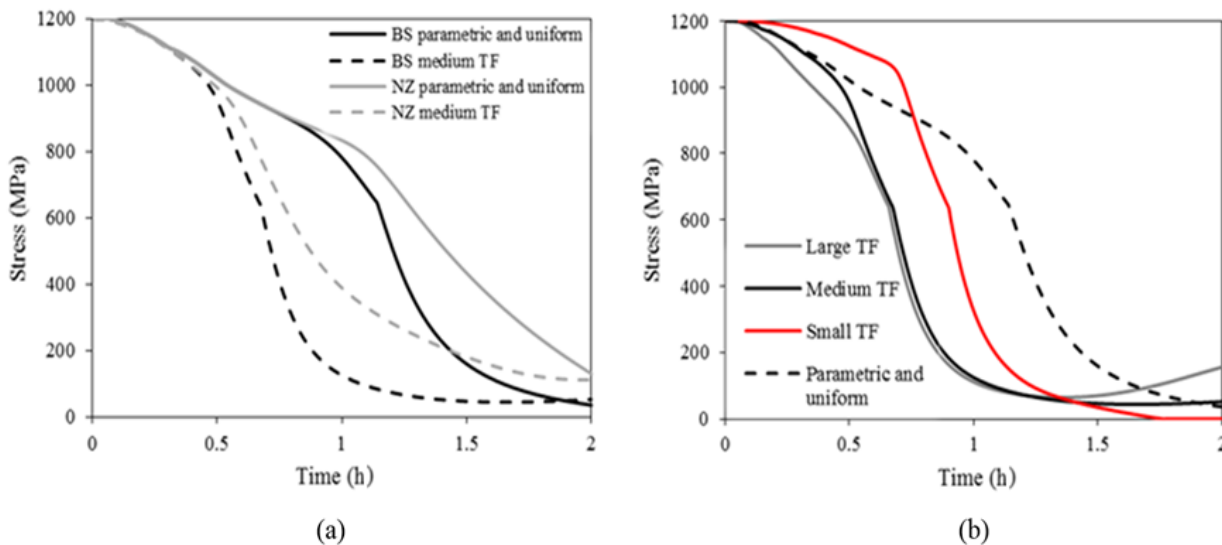 1200
1000
800
600
400
200
0
Stress (MPa)
BS parametric and uniform
BS medium TF
NZ parametric and uniform
NZ medium TF
0
0.5
1
1.5
2
Time (h)
(a)
1200
1000
800
600
400
200
0
Stress (MPa)
Large TF
Medium TF
Small TF
Parametric and
uniform
0
0.5
1
1.5
2
Time (h)
(b)